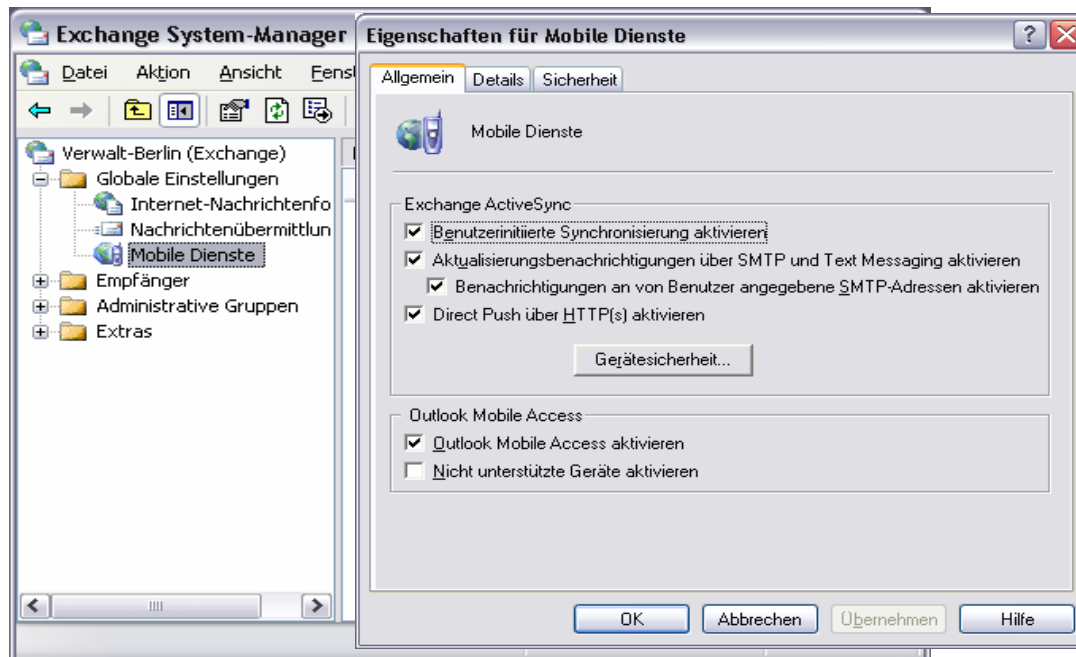 Exchange System-Manager
Datei Aktion Ansicht Fenst
Verwalt-Berlin (Exchange)
Globale Einstellungen
Internet-Nachrichtenfo
Nachrichtenübermittlun
Mobile Dienste
Empfänger
Administrative Gruppen
Extras
Eigenschaften für Mobile Dienste
Allgemein Details Sicherheit
Mobile Dienste
Exchange ActiveSync
Benutzerinitiierte Synchronisierung aktivieren
Aktualisierungsbenachrichtigungen über SMTP und Text Messaging aktivieren
Benachrichtigungen an von Benutzer angegebene SMTP-Adressen aktivieren
Direct Push über HTTP(s) aktivieren
Gerätesicherheit...
Outlook Mobile Access
Outlook Mobile Access aktivieren
Nicht unterstützte Geräte aktivieren
OK Abbrechen Übernehmen Hilfe